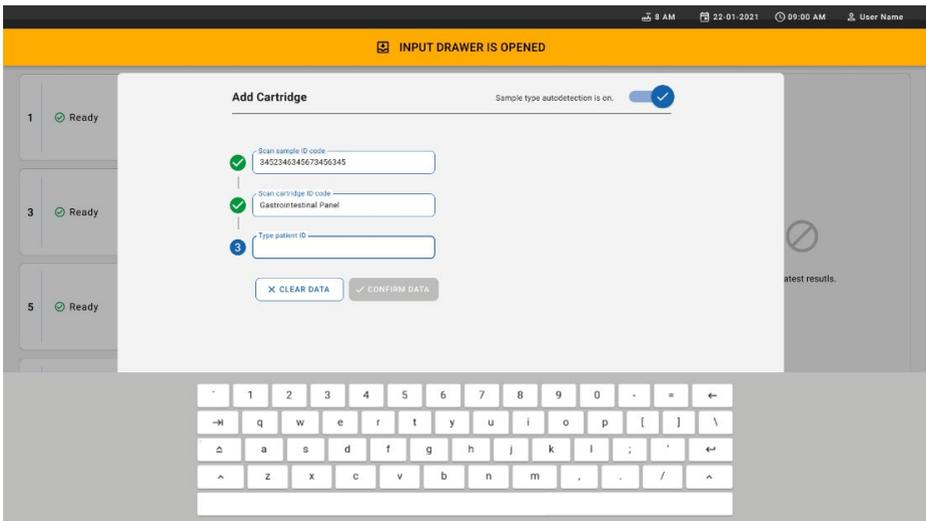 8 AM 22-01-2021 09:00 AM User Name
INPUT DRAWER IS OPENED
Add Cartridge
Sample type autodetection is on.
1 Ready
3 Ready
5 Ready
Scan sample ID code
3452346345673456345
Scan cartridge ID code
Gastrointestinal Panel
3
Type patient ID
CLEAR DATA
CONFIRM DATA
atest resutls.
` 1 2 3 4 5 6 7 8 9 0 - =
q w e r t y u i o p [ ] \
a s d f g h j k l ; '
z x c v b n m , . /